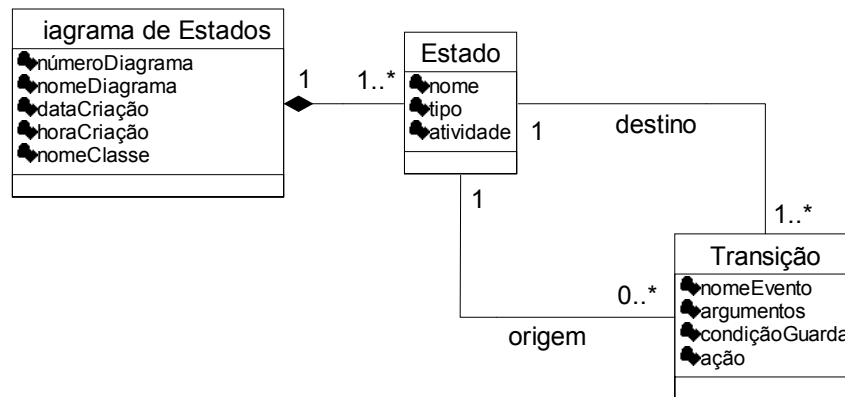 iagrama de Estados
númeroDiagrama
nomeDiagrama
dataCriação
horaCriação
nomeClasse
1
1..*
Estado
nome
tipo
atividade
1
destino
1
1..*
Transição
nomeEvento
argumentos
condiçãoGuarda
ação
0..*
origem